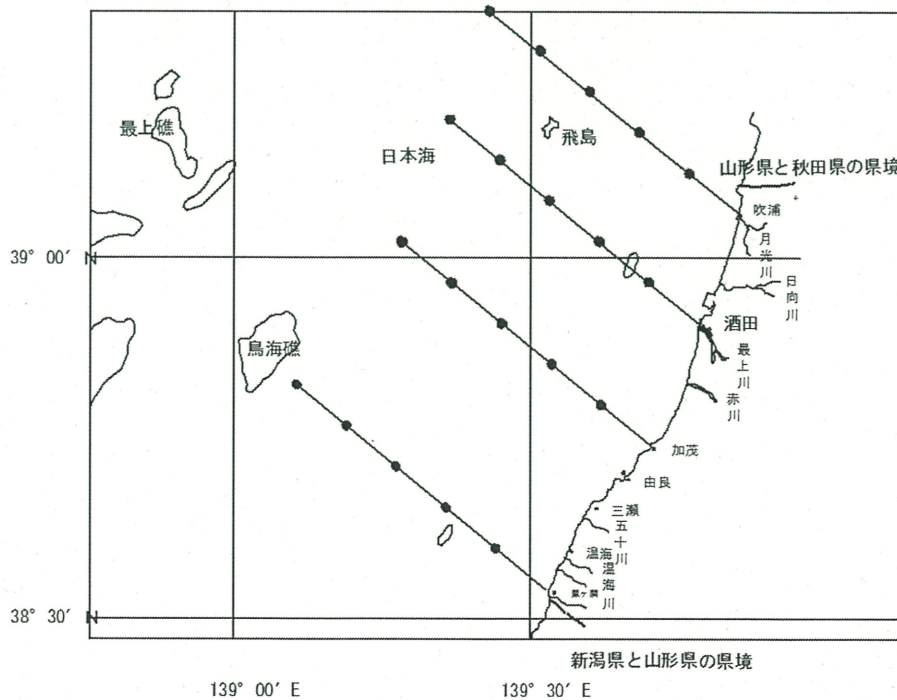 最上礁
日本海
飛島
山形県と秋田県の県境
吹浦
月光川
39° 00′ N
日向川
酒田
鳥海礁
最上川
赤川
加茂
由良
三瀬
五十川
温海
温海川
鼠ヶ関
38° 30′ N
新潟県と山形県の県境
139° 00′ E
139° 30′ E